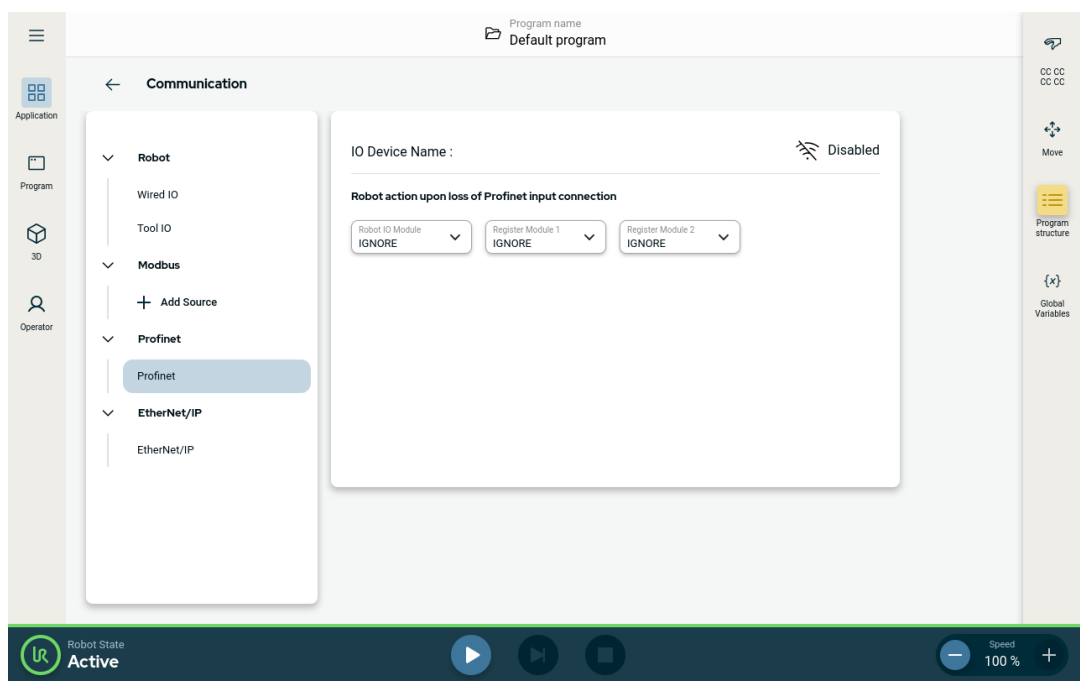 Program name
Default program
Application
Program
3D
Operator
Communication
Robot
Wired IO
Tool IO
Modbus
Add Source
Profinet
Profinet
EtherNet/IP
EtherNet/IP
IO Device Name :
Disabled
Robot action upon loss of Profinet input connection
Robot IO Module
IGNORE
Register Module 1
IGNORE
Register Module 2
IGNORE
CC CC
CC CC
Move
Program
structure
{x}
Global
Variables
UR
Robot State
Active
Speed
100 %